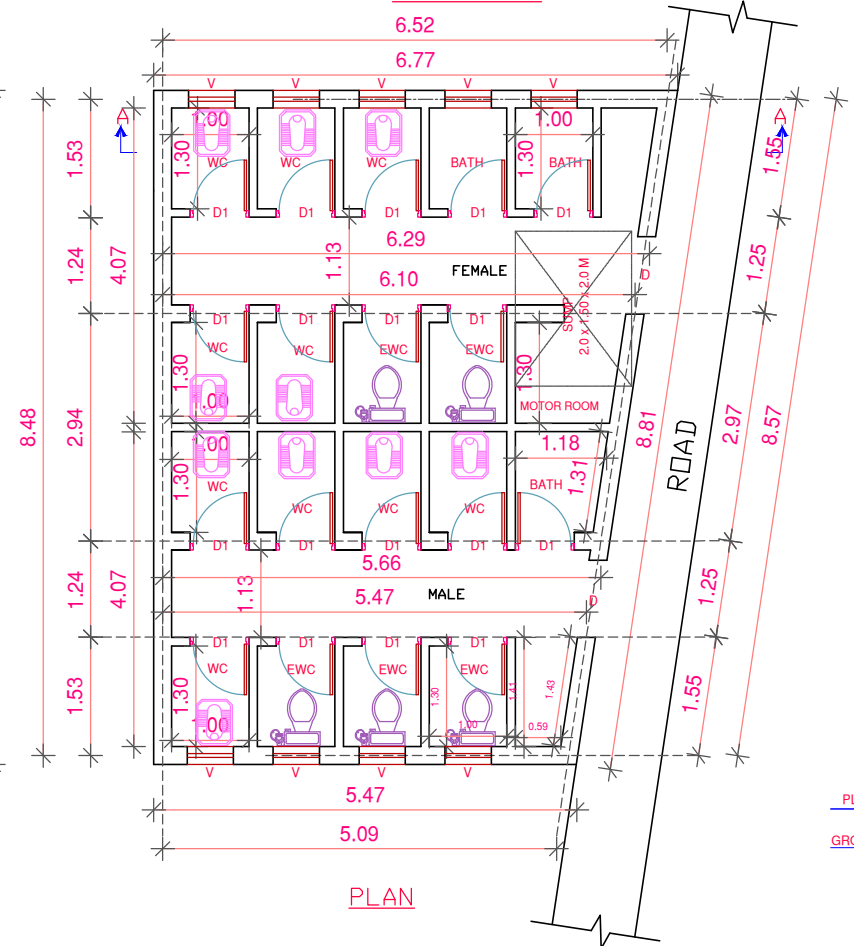 6.52
6.77
V V V V V
A
A
1.00
1.00
1.53
1.30
WC
WC
WC
BATH
1.30
BATH
1.55
D1
D1
D1
D1
D1
1.24
4.07
1.13
6.29
FEMALE
6.10
D
1.25
SUMP
2.0 x 1.50 x 2.0 M
D1
D1
D1
D1
WC
WC
EWC
EWC
1.30
1.30
1.00
MOTOR ROOM
8.48
2.94
8.81
ROAD
2.97
8.57
1.00
1.18
1.30
WC
WC
WC
WC
BATH
1.31
D1
D1
D1
D1
D1
5.66
1.24
4.07
1.13
5.47
MALE
D
1.25
D1
D1
D1
D1
WC
EWC
EWC
EWC
1.53
1.30
1.00
1.30
1.00
1.41
1.43
0.59
1.55
V V V V
5.47
5.09
PLAN